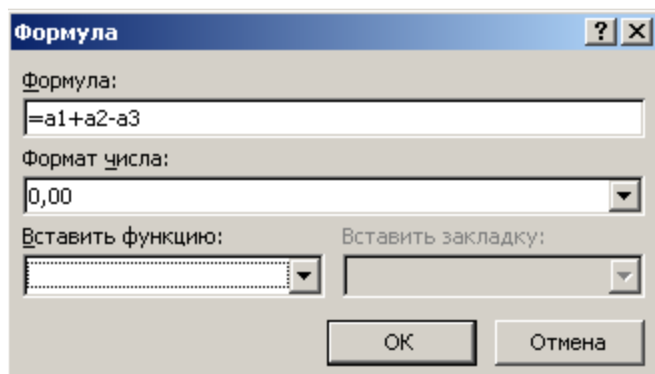 Формула
Формула:
=a1+a2-a3
Формат числа:
0,00
Вставить функцию: Вставить закладку:
OK Отмена